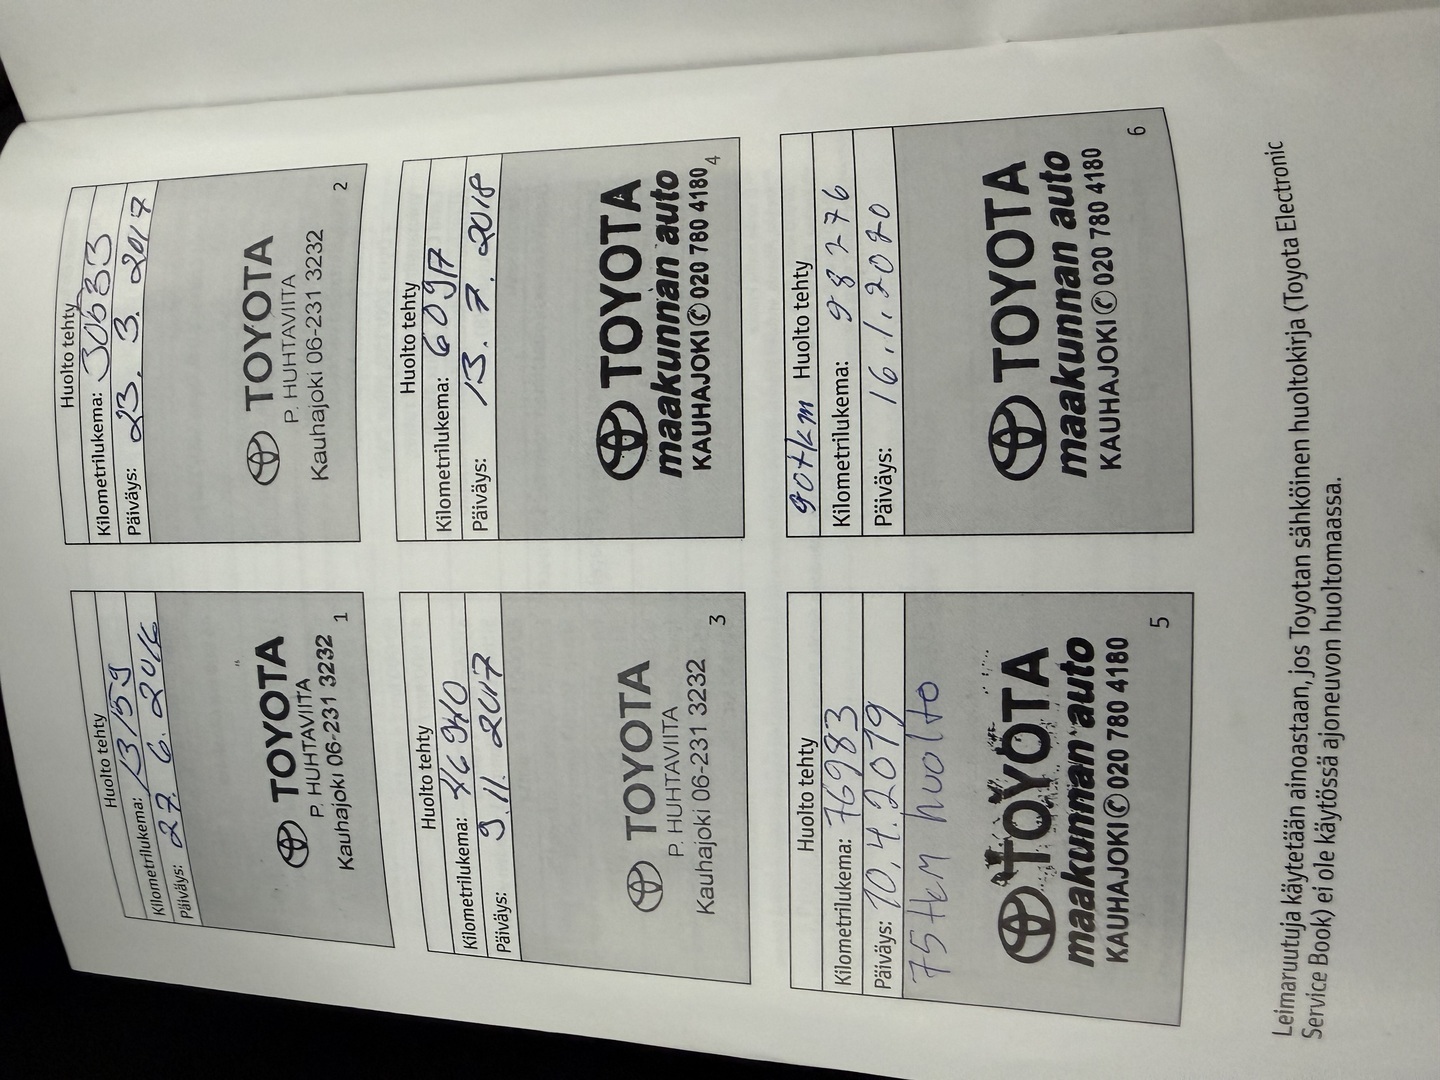 Huolto tehty
Kilometrilukema: 13159
Päiväys: 27. 6. 2016
TOYOTA
P. HUHTAVIITA
Kauhajoki 06-231 3232
1
Huolto tehty
Kilometrilukema: 30633
Päiväys: 23. 3. 2017
TOYOTA
P. HUHTAVIITA
Kauhajoki 06-231 3232
2
Huolto tehty
Kilometrilukema:
Päiväys: 9. 11. 2017
TOYOTA
P. HUHTAVIITA
Kauhajoki 06-231 3232
3
Huolto tehty
Kilometrilukema: 60917
Päiväys: 13. 7. 2018
TOYOTA
maakunnan auto
KAUHAJOKI ✆ 020 780 4180
4
Huolto tehty
Kilometrilukema: 76983
Päiväys: 10.4.2019
75 tkm huolto
TOYOTA
maakunnan auto
KAUHAJOKI ✆ 020 780 4180
5
90tkm Huolto tehty
Kilometrilukema: 98276
Päiväys: 16.1.2020
TOYOTA
maakunnan auto
KAUHAJOKI ✆ 020 780 4180
6
Leimaruutuja käytetään ainoastaan, jos Toyotan sähköinen huoltokirja (Toyota Electronic
Service Book) ei ole käytössä ajoneuvon huoltomaassa.